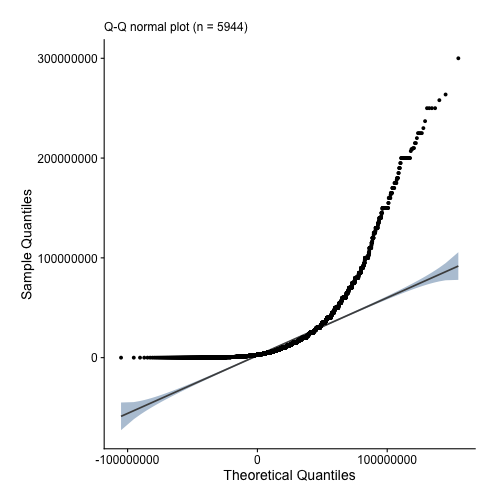 Q-Q normal plot (n = 5944)
300000000
200000000
100000000
0
Sample Quantiles
-100000000 0 100000000
Theoretical Quantiles